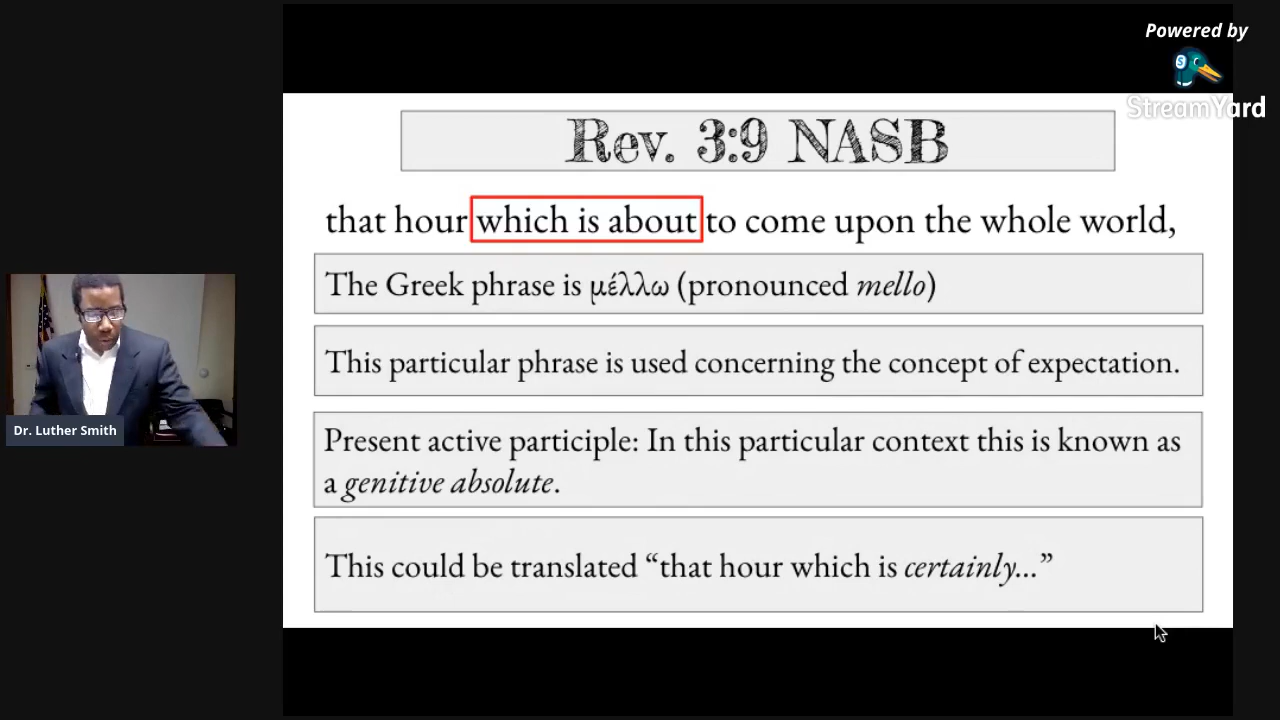 Powered by
StreamYard
Rev. 3:9 NASB
that hour which is about to come upon the whole world,
The Greek phrase is μέλλω (pronounced mello)
This particular phrase is used concerning the concept of expectation.
Present active participle: In this particular context this is known as
a genitive absolute.
This could be translated “that hour which is certainly...”
Dr. Luther Smith